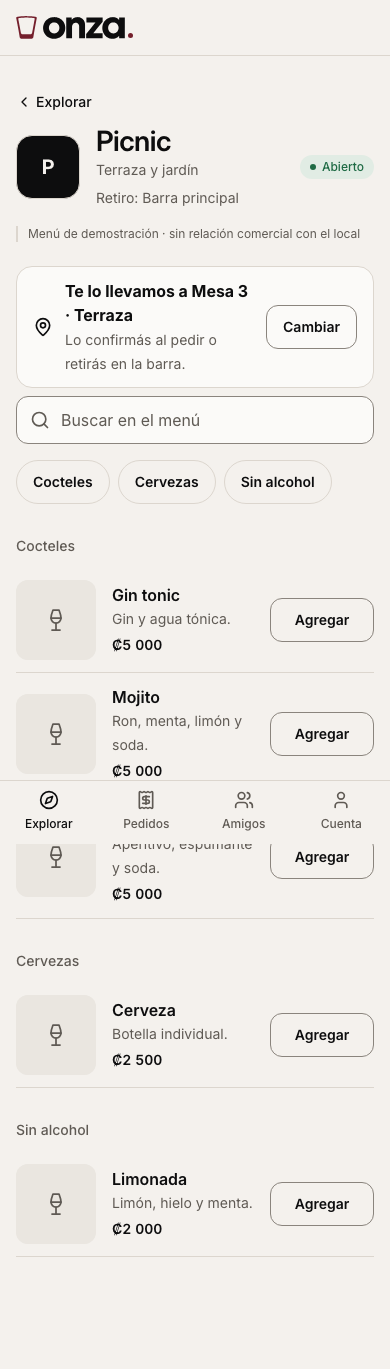 onza.
Explorar
P
Picnic
Terraza y jardín
Retiro: Barra principal
Abierto
Menú de demostración · sin relación comercial con el local
Te lo llevamos a Mesa 3
· Terraza
Lo confirmás al pedir o
retirás en la barra.
Cambiar
Buscar en el menú
Cocteles
Cervezas
Sin alcohol
Cocteles
Gin tonic
Gin y agua tónica.
₡5 000
Agregar
Mojito
Ron, menta, limón y
soda.
₡5 000
Agregar
Explorar
Pedidos
Amigos
Cuenta
Aperitivo, espumante
y soda.
₡5 000
Agregar
Cervezas
Cerveza
Botella individual.
₡2 500
Agregar
Sin alcohol
Limonada
Limón, hielo y menta.
₡2 000
Agregar